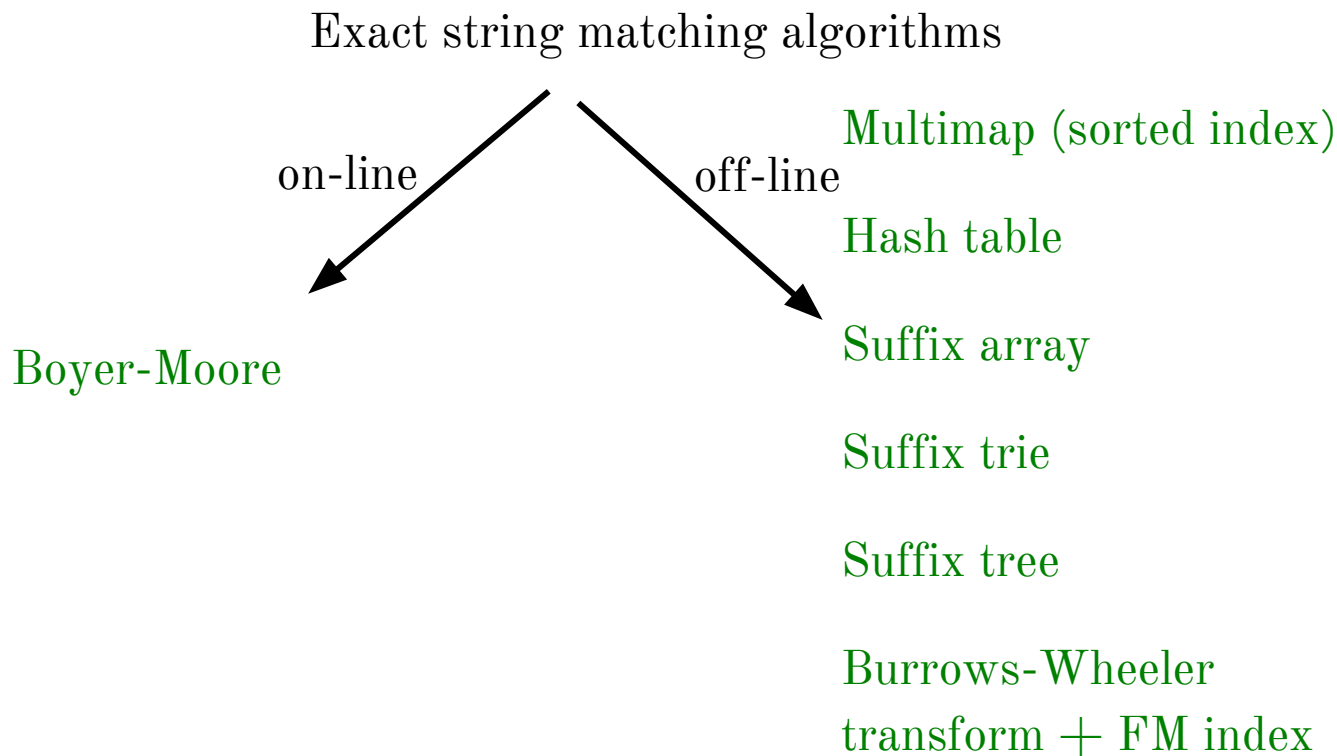 Exact string matching algorithms
on-line
off-line
Boyer-Moore
Multimap (sorted index)
Hash table
Suffix array
Suffix trie
Suffix tree
Burrows-Wheeler
transform + FM index